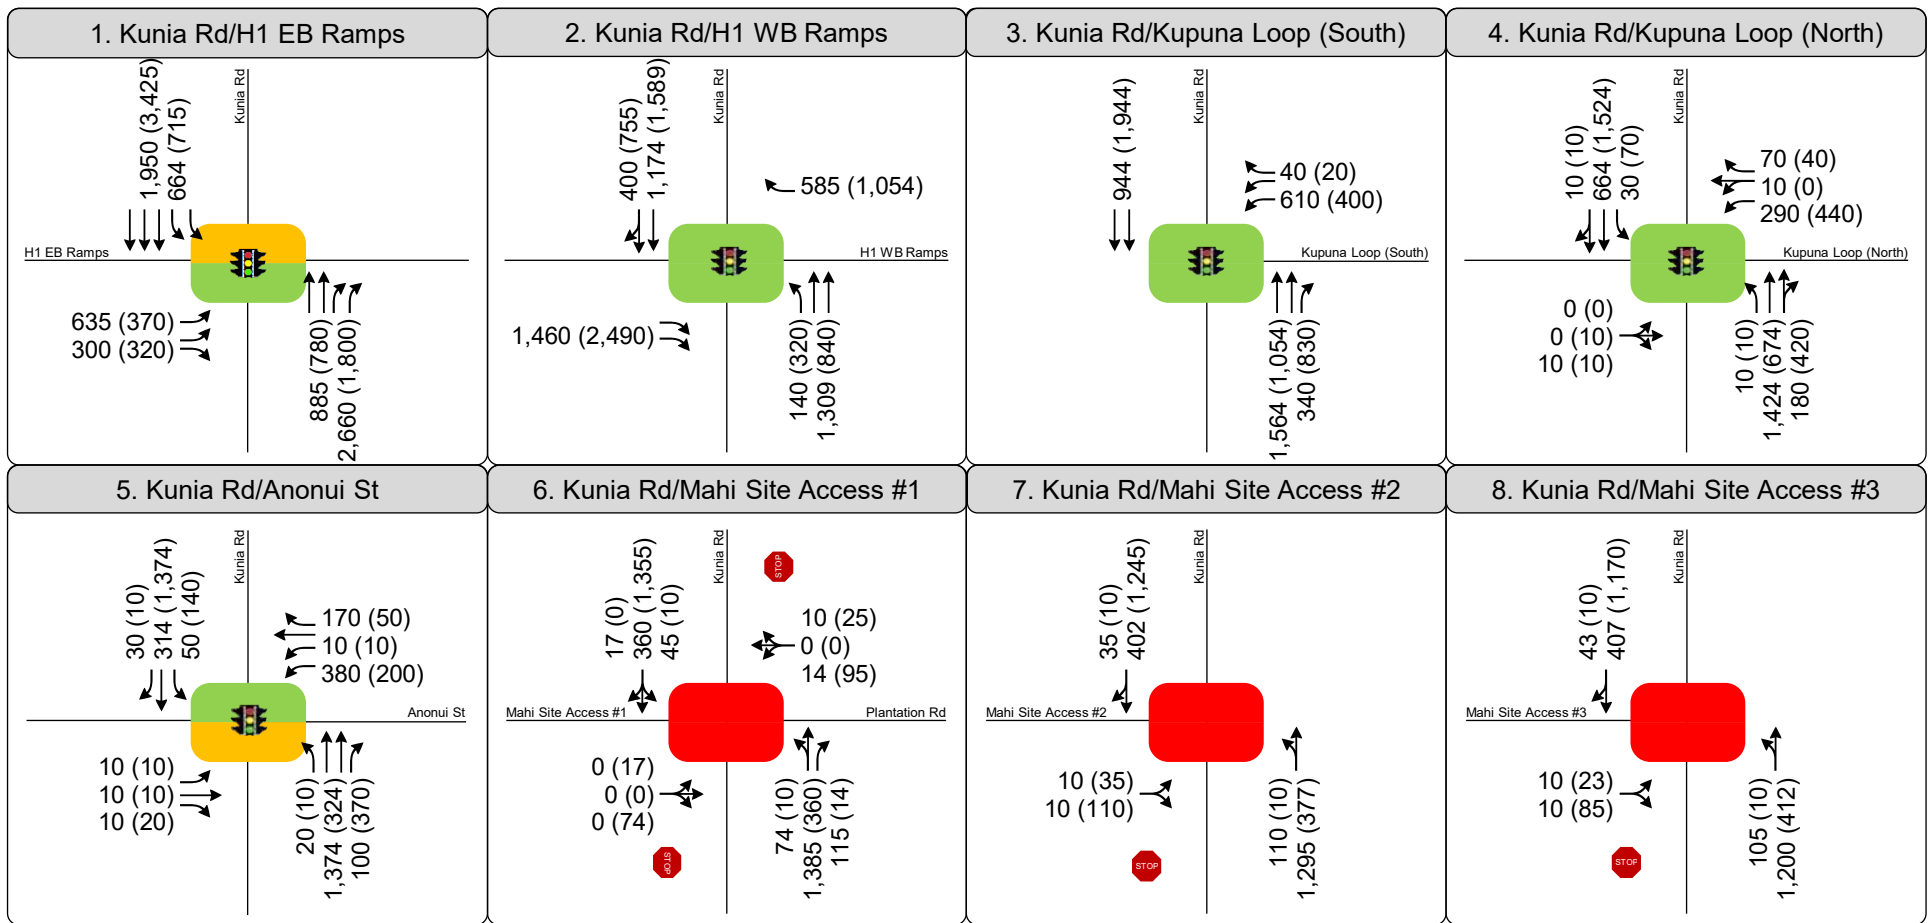 1. Kunia Rd/H1 EB Ramps
1,950 (3,425)
664 (715)
Kunia Rd
H1 EB Ramps
635 (370)
300 (320)
885 (780)
2,660 (1,800)
2. Kunia Rd/H1 WB Ramps
400 (755)
1,174 (1,589)
Kunia Rd
585 (1,054)
H1 WB Ramps
1,460 (2,490)
140 (320)
1,309 (840)
3. Kunia Rd/Kupuna Loop (South)
944 (1,944)
Kunia Rd
40 (20)
610 (400)
Kupuna Loop (South)
1,564 (1,054)
340 (830)
4. Kunia Rd/Kupuna Loop (North)
10 (10)
664 (1,524)
30 (70)
Kunia Rd
70 (40)
10 (0)
290 (440)
Kupuna Loop (North)
0 (0)
0 (10)
10 (10)
10 (10)
1,424 (674)
180 (420)
5. Kunia Rd/Anonui St
30 (10)
314 (1,374)
50 (140)
Kunia Rd
170 (50)
10 (10)
380 (200)
Anonui St
10 (10)
10 (10)
10 (20)
20 (10)
1,374 (324)
100 (370)
6. Kunia Rd/Mahi Site Access #1
17 (0)
360 (1,355)
45 (10)
Kunia Rd
STOP
10 (25)
0 (0)
14 (95)
Mahi Site Access #1
Plantation Rd
0 (17)
0 (0)
0 (74)
STOP
74 (10)
1,385 (360)
115 (14)
7. Kunia Rd/Mahi Site Access #2
35 (10)
402 (1,245)
Kunia Rd
Mahi Site Access #2
10 (35)
10 (110)
STOP
110 (10)
1,295 (377)
8. Kunia Rd/Mahi Site Access #3
43 (10)
407 (1,170)
Kunia Rd
Mahi Site Access #3
10 (23)
10 (85)
STOP
105 (10)
1,200 (412)